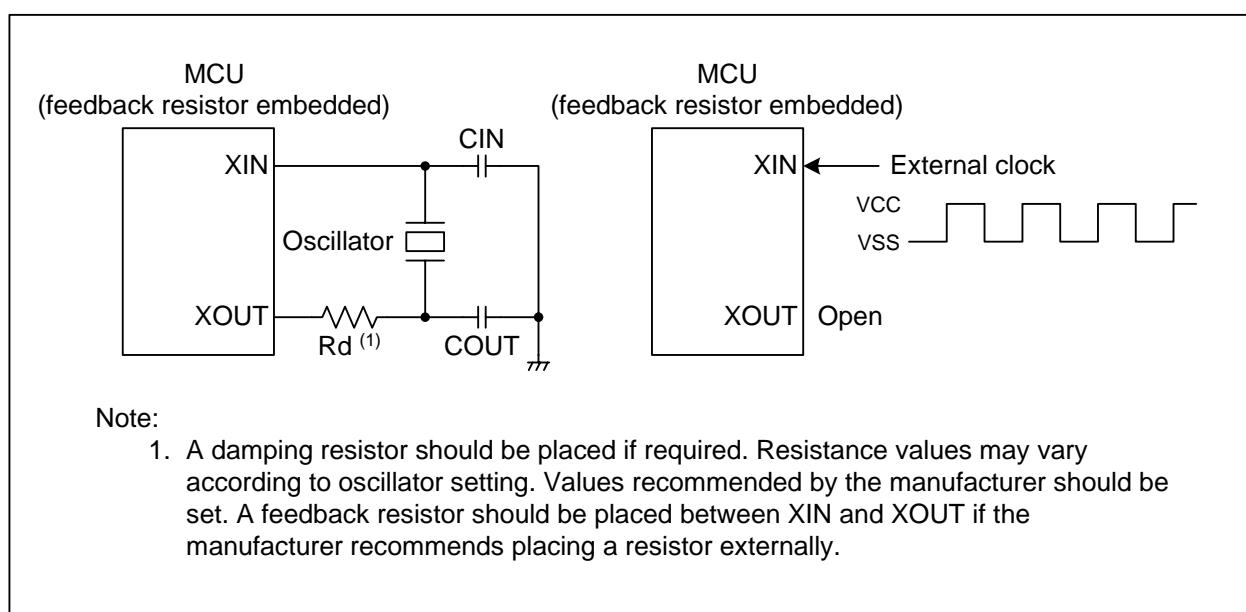 MCU
(feedback resistor embedded)
XIN
CIN
Oscillator
XOUT
Rd (1)
COUT
MCU
(feedback resistor embedded)
XIN
External clock
VCC
VSS
XOUT
Open
Note:
1. A damping resistor should be placed if required. Resistance values may vary
according to oscillator setting. Values recommended by the manufacturer should be
set. A feedback resistor should be placed between XIN and XOUT if the
manufacturer recommends placing a resistor externally.